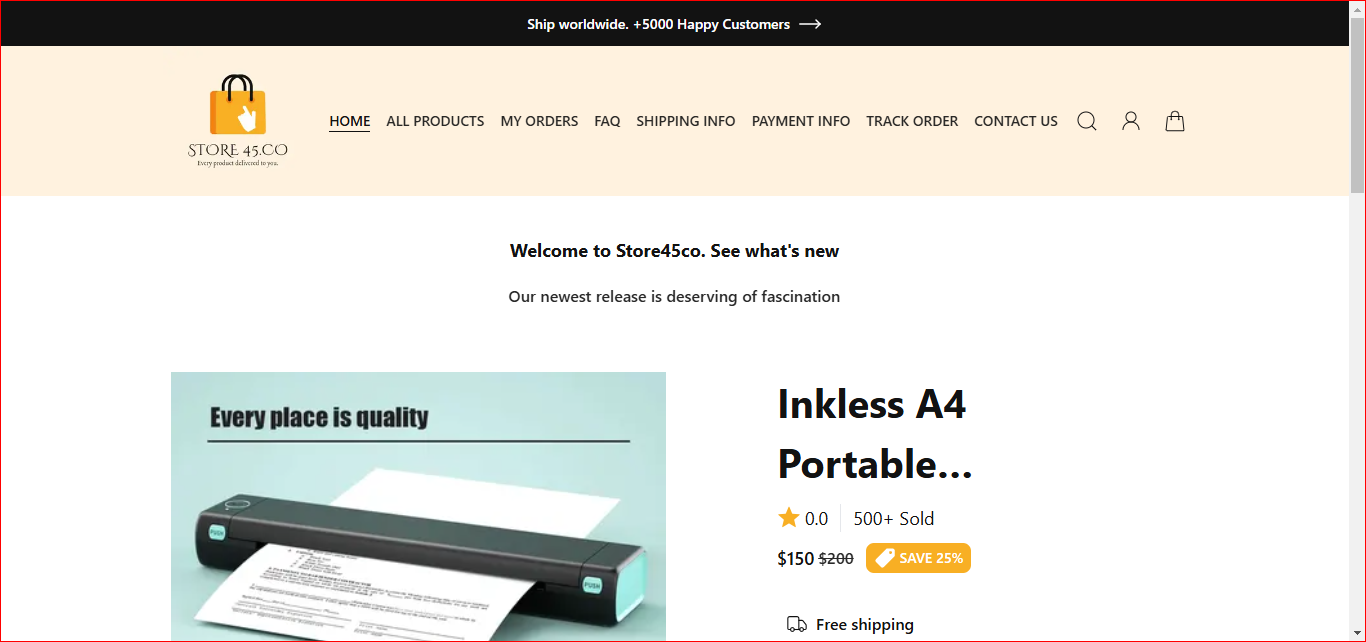 Ship worldwide. +5000 Happy Customers
STORE 45.CO
Every product delivered to you.
HOME
ALL PRODUCTS
MY ORDERS
FAQ
SHIPPING INFO
PAYMENT INFO
TRACK ORDER
CONTACT US
Welcome to Store45co. See what's new
Our newest release is deserving of fascination
Every place is quality
PUSH
PUSH
Inkless A4
Portable...
0.0
500+ Sold
$150 $200 SAVE 25%
Free shipping